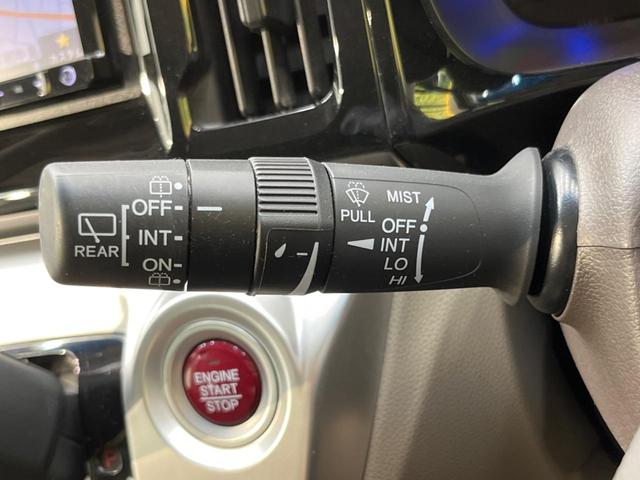 OFF
INT
ON
REAR
PULL
MIST
OFF
INT
LO
HI
ENGINE
START
STOP
P